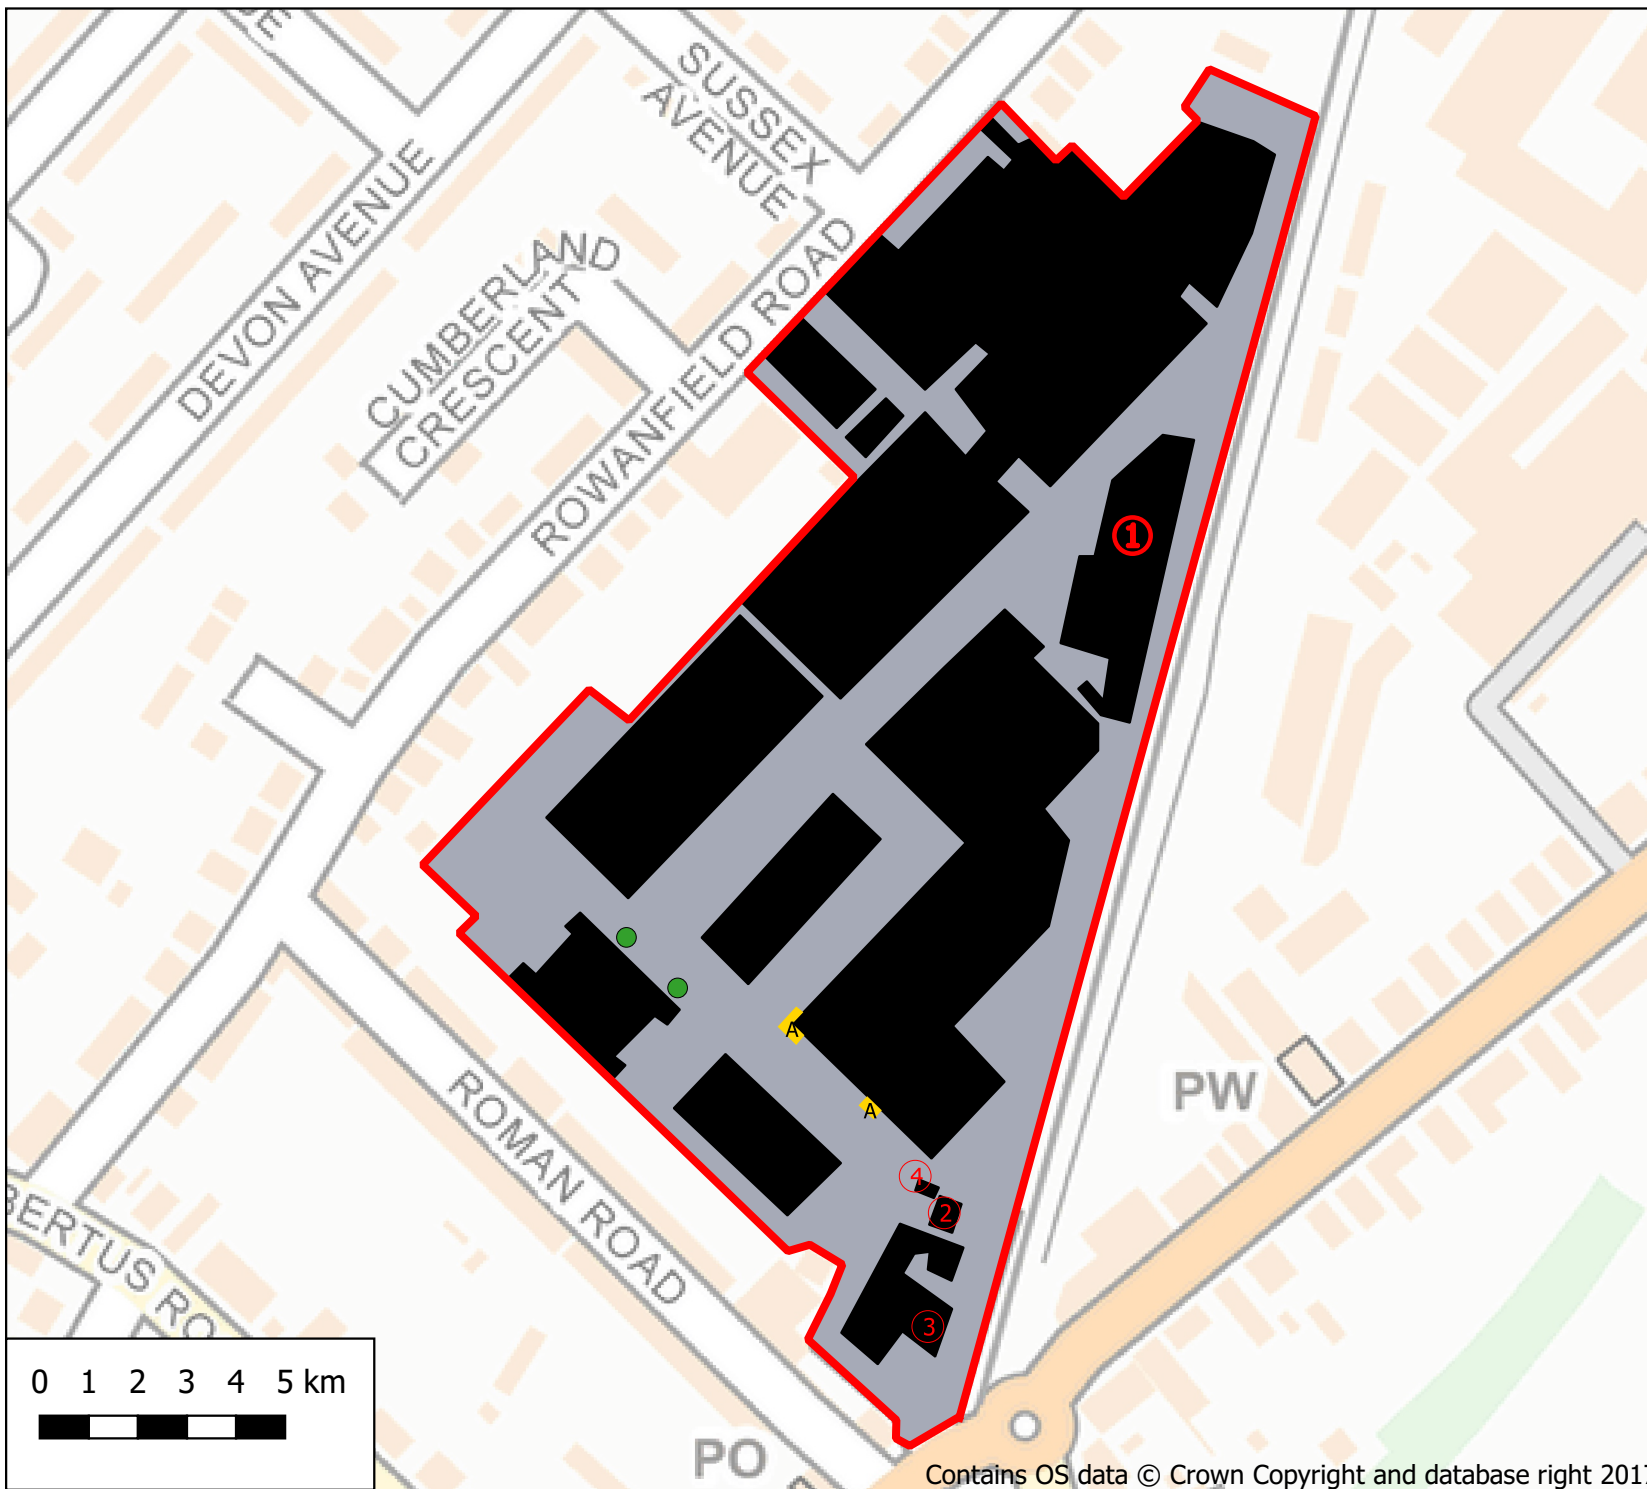 SUSSEX
AVENUE
DEVON AVENUE
CUMBERLAND
CRESCENT
ROWANFIELD ROAD
①
A
A
PW
ROMAN ROAD
④
②
③
BERTUS RO
0 1 2 3 4 5 km
PO
Contains OS data © Crown Copyright and database right 201